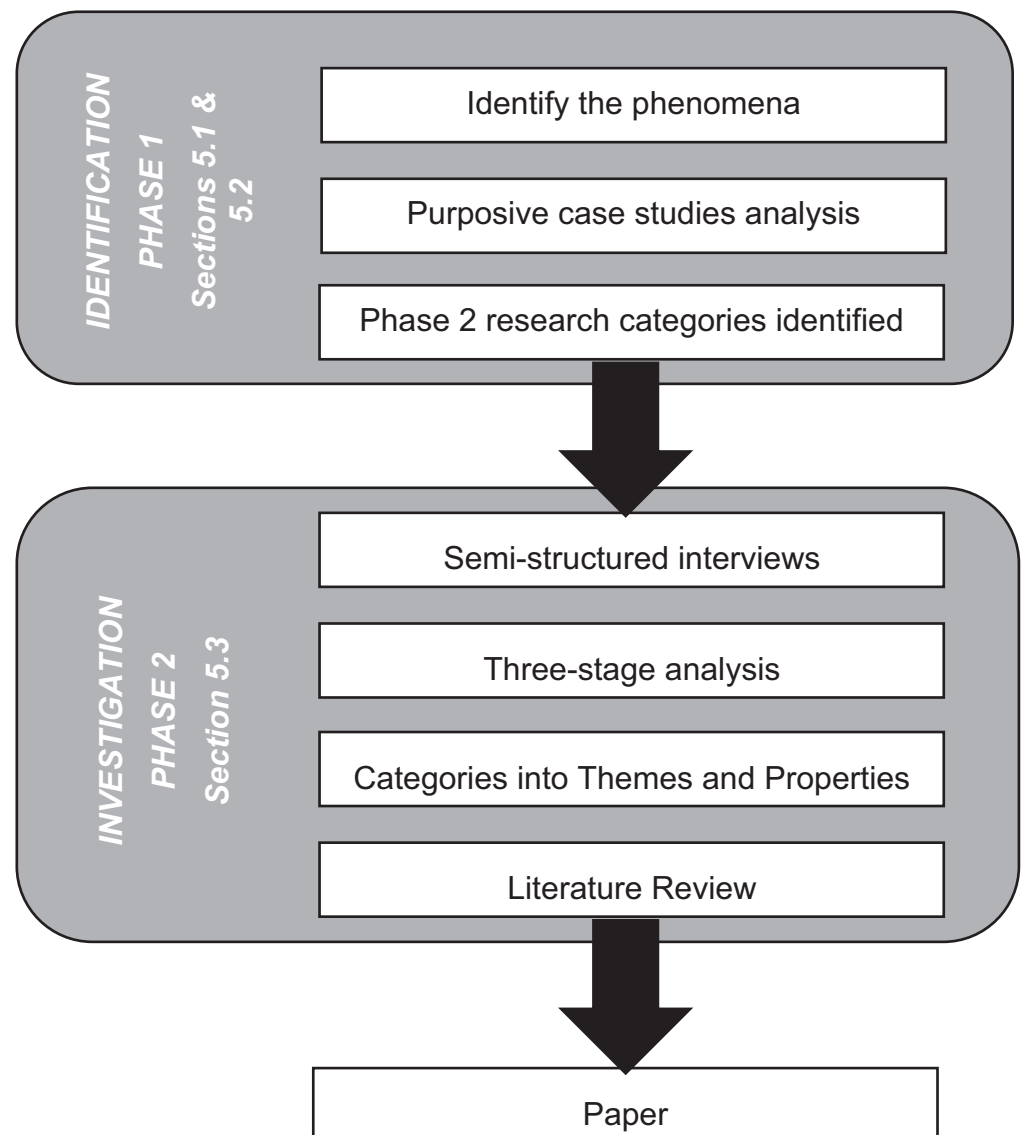 IDENTIFICATION
PHASE 1
Sections 5.1 &
5.2
Identify the phenomena
Purposive case studies analysis
Phase 2 research categories identified
INVESTIGATION
PHASE 2
Section 5.3
Semi-structured interviews
Three-stage analysis
Categories into Themes and Properties
Literature Review
Paper